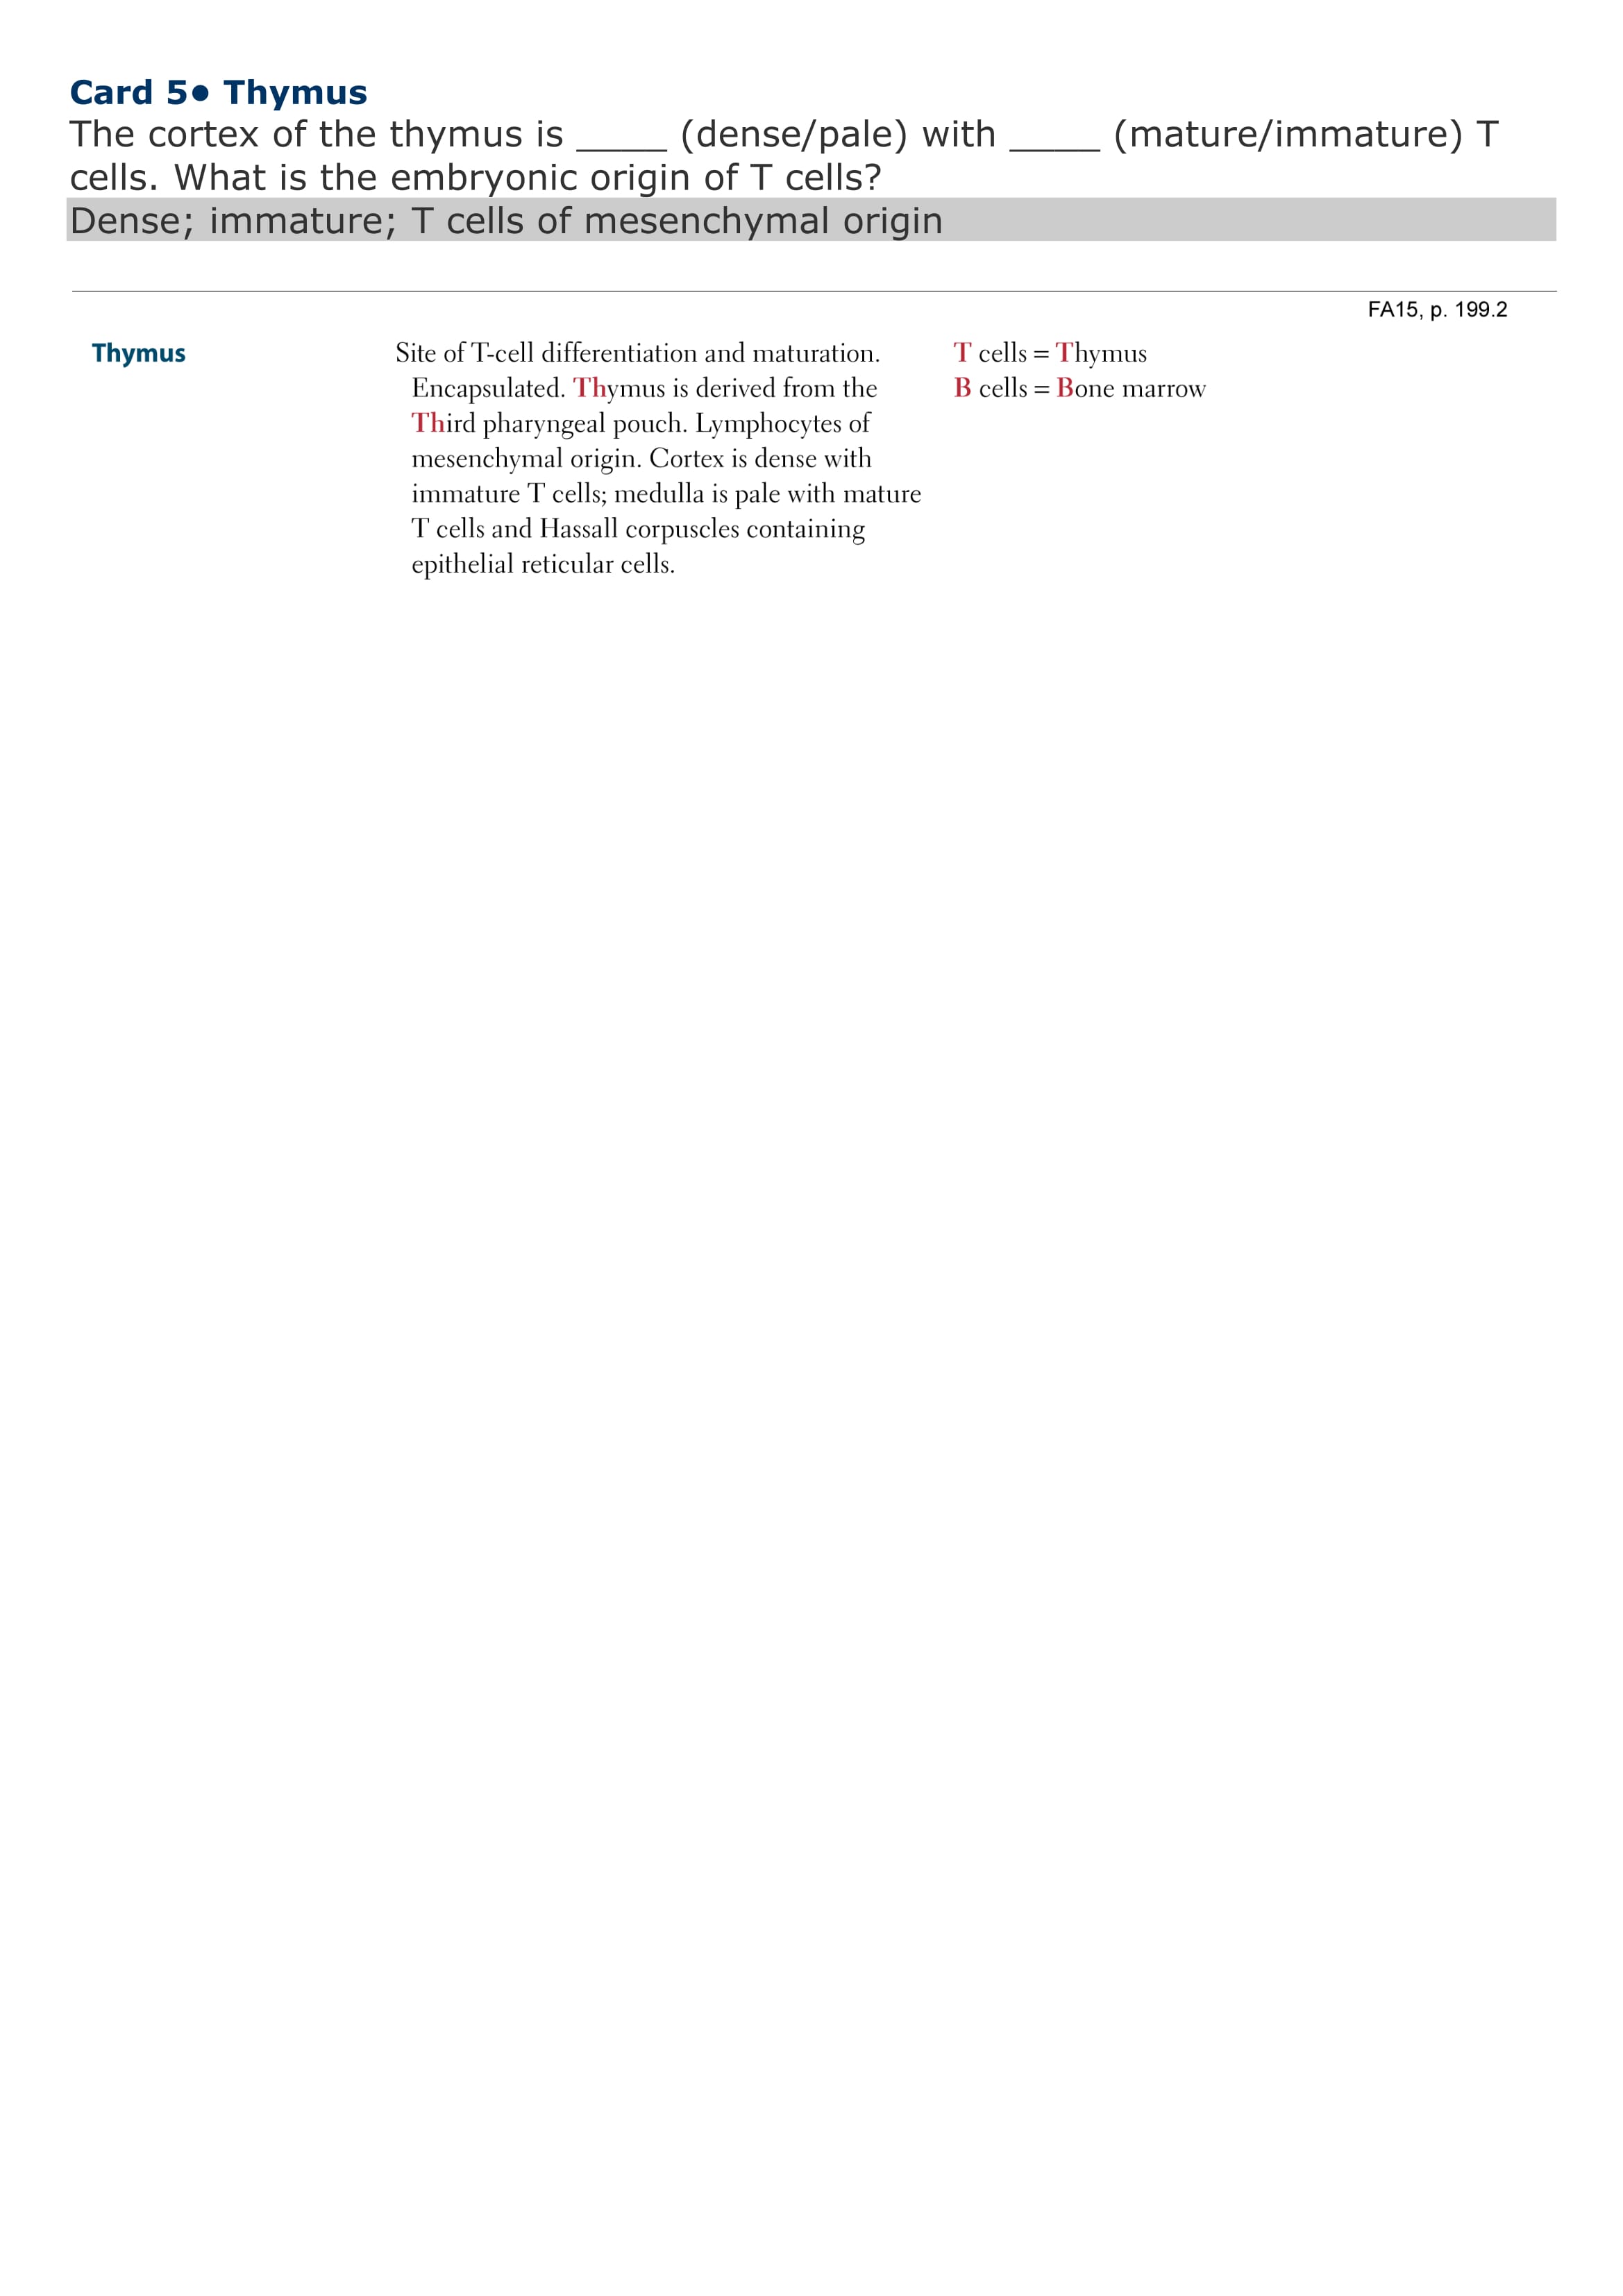 Card 5● Thymus
The cortex of the thymus is _____ (dense/pale) with _____ (mature/immature) T
cells. What is the embryonic origin of T cells?
Dense; immature; T cells of mesenchymal origin
FA15, p. 199.2
Thymus
Site of T-cell differentiation and maturation.
Encapsulated. Thymus is derived from the
Third pharyngeal pouch. Lymphocytes of
mesenchymal origin. Cortex is dense with
immature T cells; medulla is pale with mature
T cells and Hassall corpuscles containing
epithelial reticular cells.
T cells = Thymus
B cells = Bone marrow